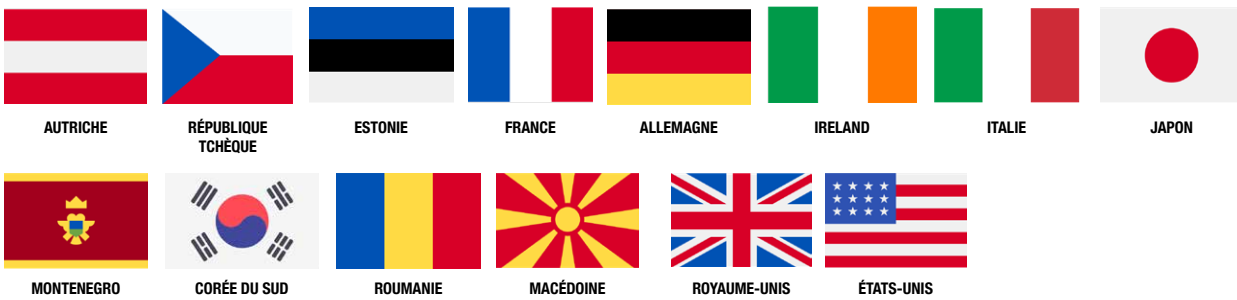 AUTRICHE
RÉPUBLIQUE
TCHÈQUE
ESTONIE
FRANCE
ALLEMAGNE
IRELAND
ITALIE
JAPON
MONTENEGRO
CORÉE DU SUD
ROUMANIE
MACÉDOINE
ROYAUME-UNIS
ÉTATS-UNIS